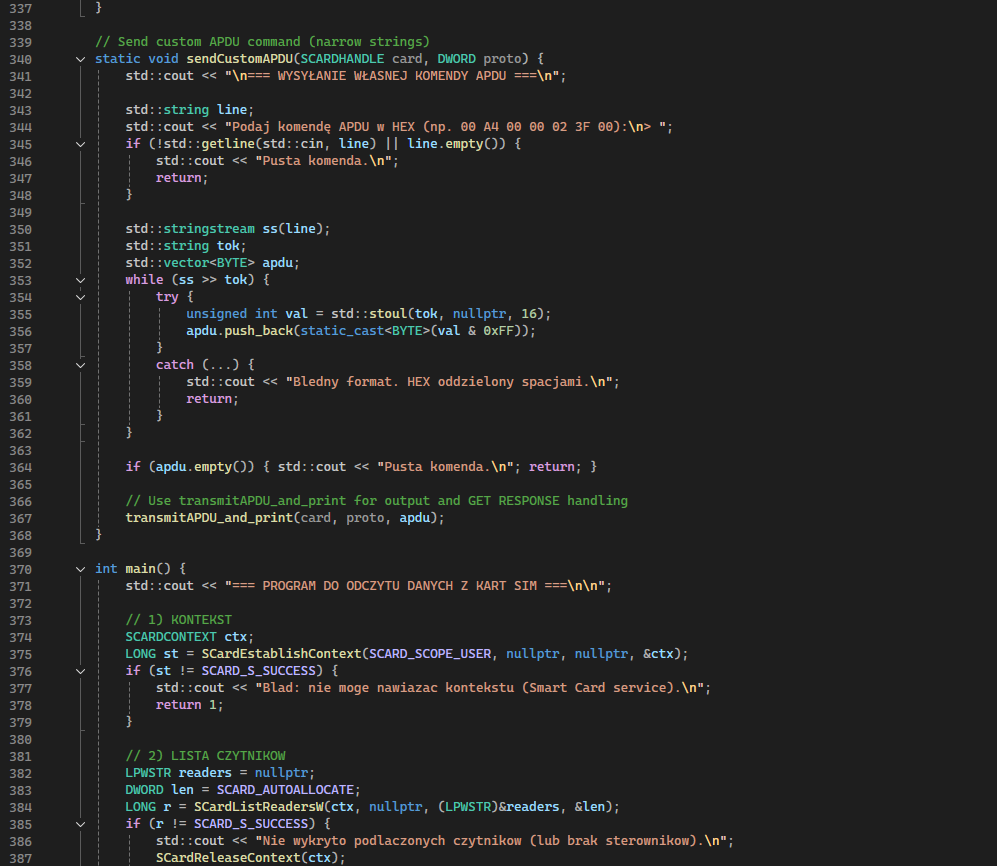 337 }
338
339 // Send custom APDU command (narrow strings)
340 static void sendCustomAPDU(SCARDHANDLE card, DWORD proto) {
341 std::cout << "\n=== WYSYŁANIE WŁASNEJ KOMENDY APDU ===\n";
342
343 std::string line;
344 std::cout << "Podaj komendę APDU w HEX (np. 00 A4 00 00 02 3F 00):\n> ";
345 if (!std::getline(std::cin, line) || line.empty()) {
346 std::cout << "Pusta komenda.\n";
347 return;
348 }
349
350 std::stringstream ss(line);
351 std::string tok;
352 std::vector<BYTE> apdu;
353 while (ss >> tok) {
354 try {
355 unsigned int val = std::stoul(tok, nullptr, 16);
356 apdu.push_back(static_cast<BYTE>(val & 0xFF));
357 }
358 catch (...) {
359 std::cout << "Bledny format. HEX oddzielony spacjami.\n";
360 return;
361 }
362 }
363
364 if (apdu.empty()) { std::cout << "Pusta komenda.\n"; return; }
365
366 // Use transmitAPDU_and_print for output and GET RESPONSE handling
367 transmitAPDU_and_print(card, proto, apdu);
368 }
369
370 int main() {
371 std::cout << "=== PROGRAM DO ODCZYTU DANYCH Z KART SIM ===\n\n";
372
373 // 1) KONTEKST
374 SCARDCONTEXT ctx;
375 LONG st = SCardEstablishContext(SCARD_SCOPE_USER, nullptr, nullptr, &ctx);
376 if (st != SCARD_S_SUCCESS) {
377 std::cout << "Blad: nie moge nawiazac kontekstu (Smart Card service).\n";
378 return 1;
379 }
380
381 // 2) LISTA CZYTNIKOW
382 LPWSTR readers = nullptr;
383 DWORD len = SCARD_AUTOALLOCATE;
384 LONG r = SCardListReadersW(ctx, nullptr, (LPWSTR)&readers, &len);
385 if (r != SCARD_S_SUCCESS) {
386 std::cout << "Nie wykryto podlaczonych czytnikow (lub brak sterownikow).\n";
387 SCardReleaseContext(ctx);